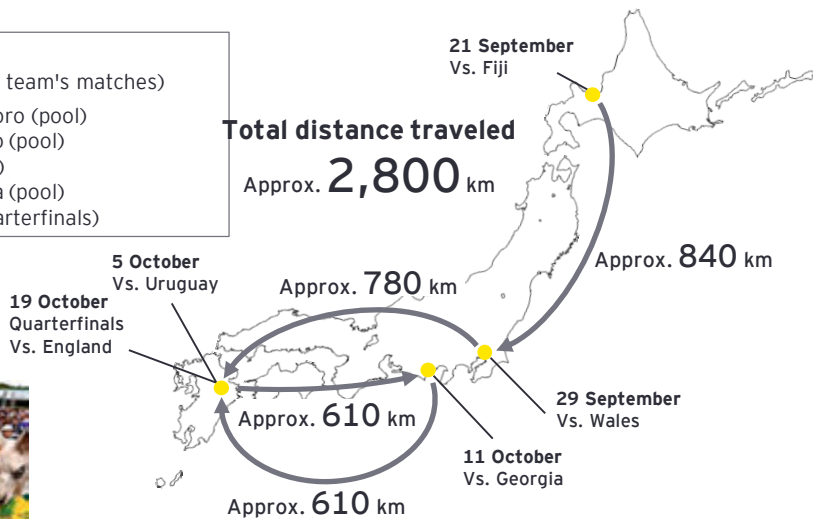 team's matches)
(pool)
(pool)
)
(pool)
21 September
Vs. Fiji
Total distance traveled
Approx. 2,800 km
Approx. 840 km
Approx. 780 km
5 October
Vs. Uruguay
19 October
Quarterfinals
Vs. England
Approx. 610 km
29 September
Vs. Wales
11 October
Vs. Georgia
Approx. 610 km